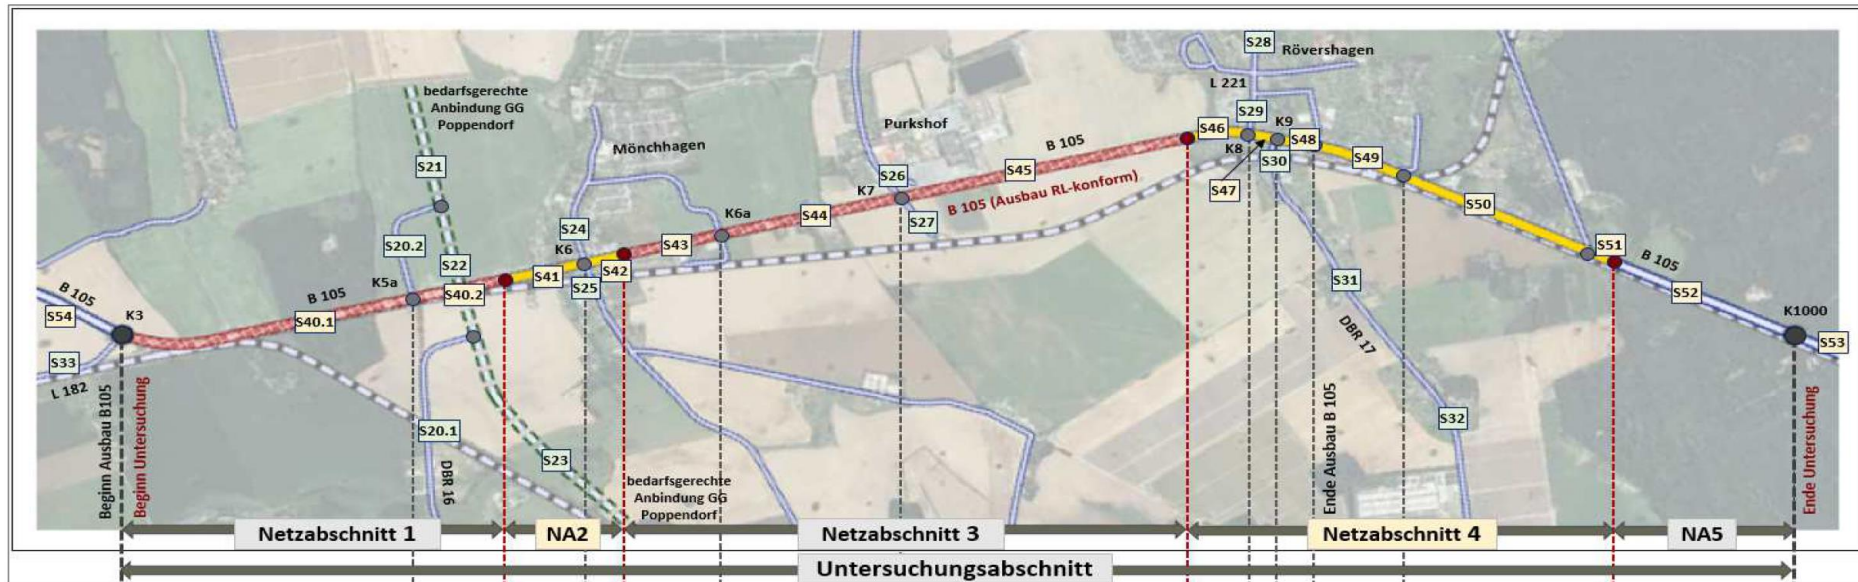 S28
Rövershagen
bedarfsgerechte
Anbindung GG
Poppendorf
L 221
S29
Purkshof
B 105
S46
K9
S48
Mönchhagen
K8
S30
S49
S21
S45
S47
S26
K7
B 105 (Ausbau RL-konform)
S50
K6a
S44
S27
S24
S20.2
K6
S43
S51
B 105
S22
S41
S42
S25
S31
K5a
S40.2
S52
B 105
S54
B 105
S40.1
K3
K1000
S53
DBR 17
S33
L 182
S32
S20.1
DBR 16
S23
bedarfsgerechte
Anbindung GG
Poppendorf
Beginn Ausbau B105
Beginn Untersuchung
Ende Ausbau B 105
Ende Untersuchung
Netzabschnitt 1
NA2
Netzabschnitt 3
Netzabschnitt 4
NA5
Untersuchungsabschnitt